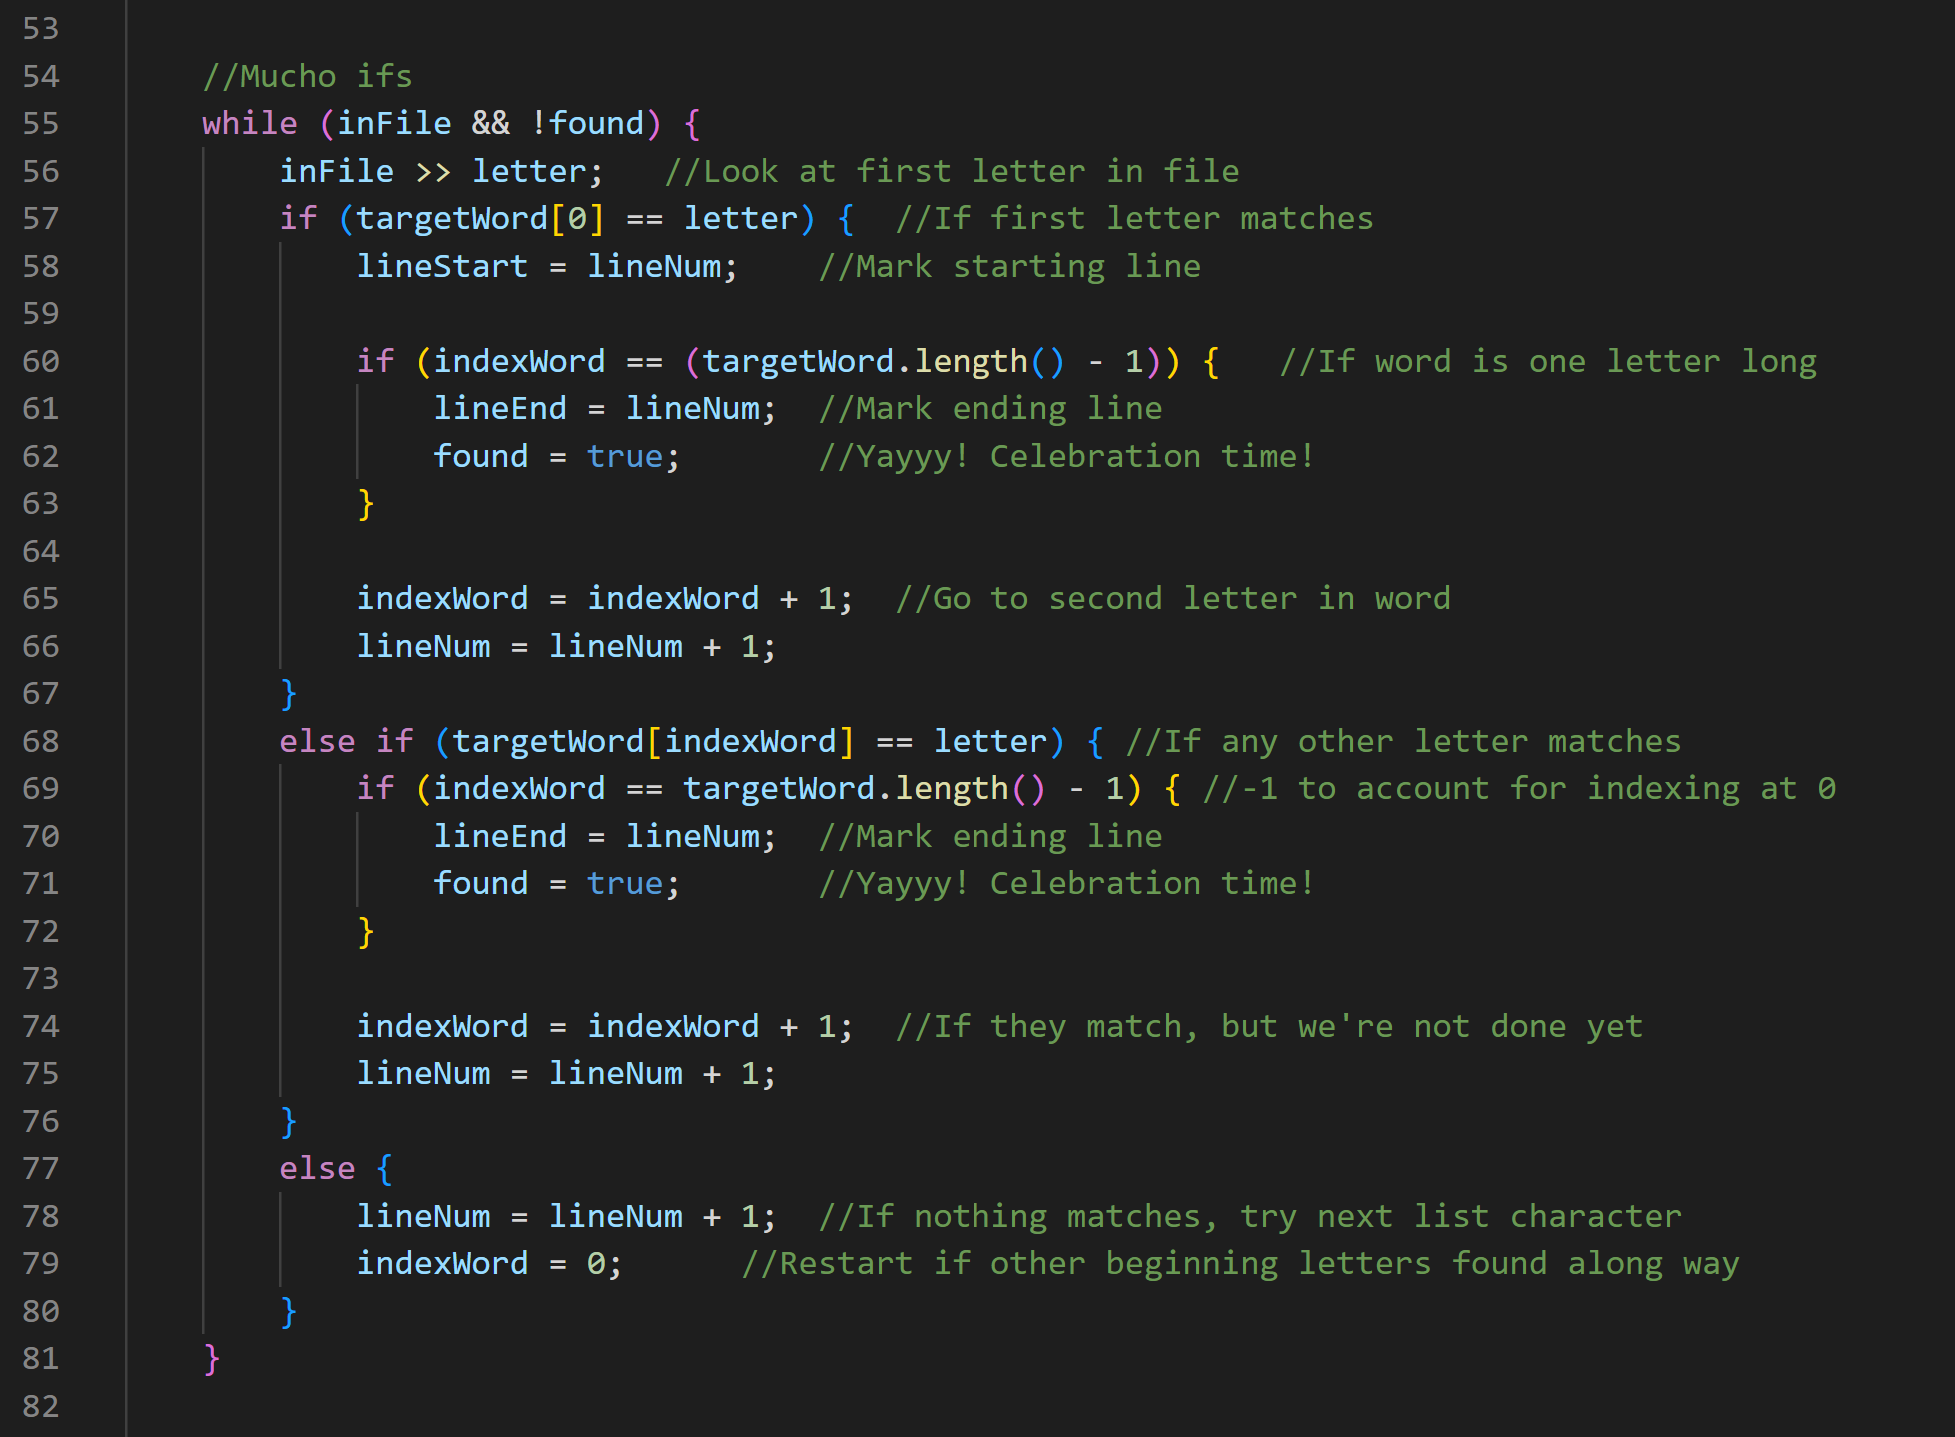 53
54 //Mucho ifs
55 while (inFile && !found) {
56 inFile >> letter; //Look at first letter in file
57 if (targetWord[0] == letter) { //If first letter matches
58 lineStart = lineNum; //Mark starting line
59
60 if (indexWord == (targetWord.length() - 1)) { //If word is one letter long
61 lineEnd = lineNum; //Mark ending line
62 found = true; //Yayyy! Celebration time!
63 }
64
65 indexWord = indexWord + 1; //Go to second letter in word
66 lineNum = lineNum + 1;
67 }
68 else if (targetWord[indexWord] == letter) { //If any other letter matches
69 if (indexWord == targetWord.length() - 1) { //-1 to account for indexing at 0
70 lineEnd = lineNum; //Mark ending line
71 found = true; //Yayyy! Celebration time!
72 }
73
74 indexWord = indexWord + 1; //If they match, but we're not done yet
75 lineNum = lineNum + 1;
76 }
77 else {
78 lineNum = lineNum + 1; //If nothing matches, try next list character
79 indexWord = 0; //Restart if other beginning letters found along way
80 }
81 }
82